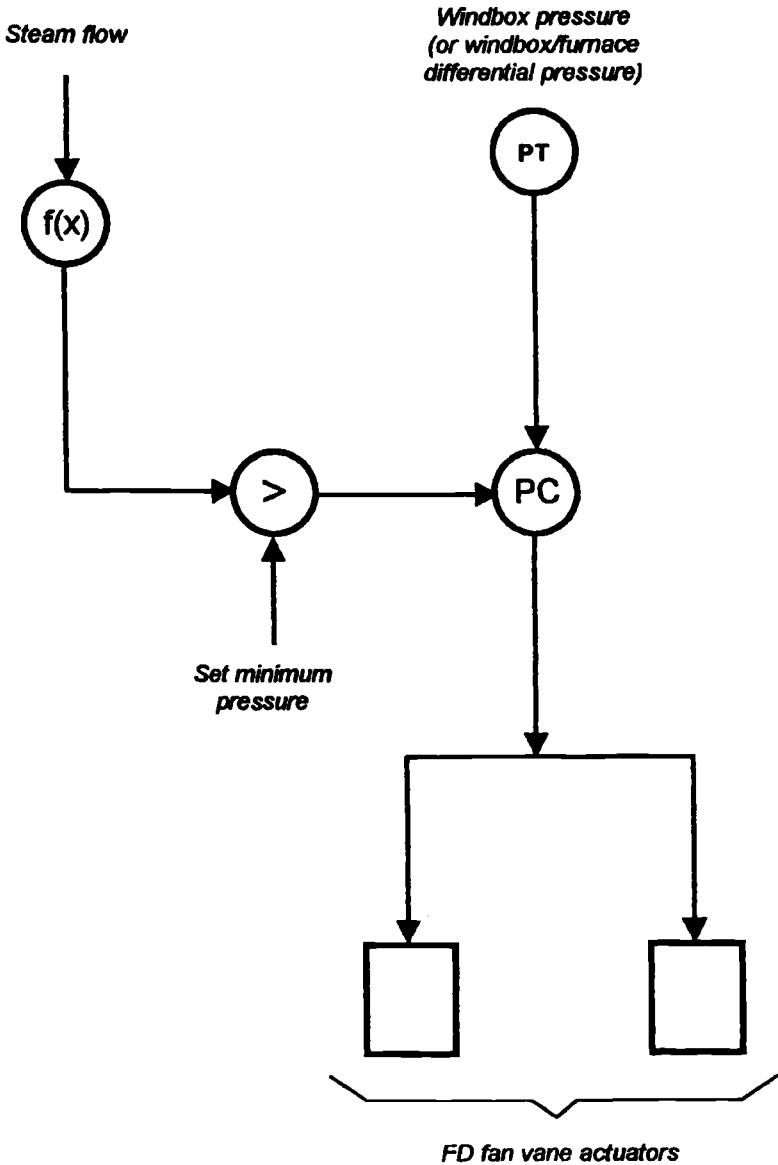 Steam flow
Windbox pressure
(or windbox/furnace
differential pressure)
PT
f(x)
>
PC
Set minimum
pressure
FD fan vane actuators